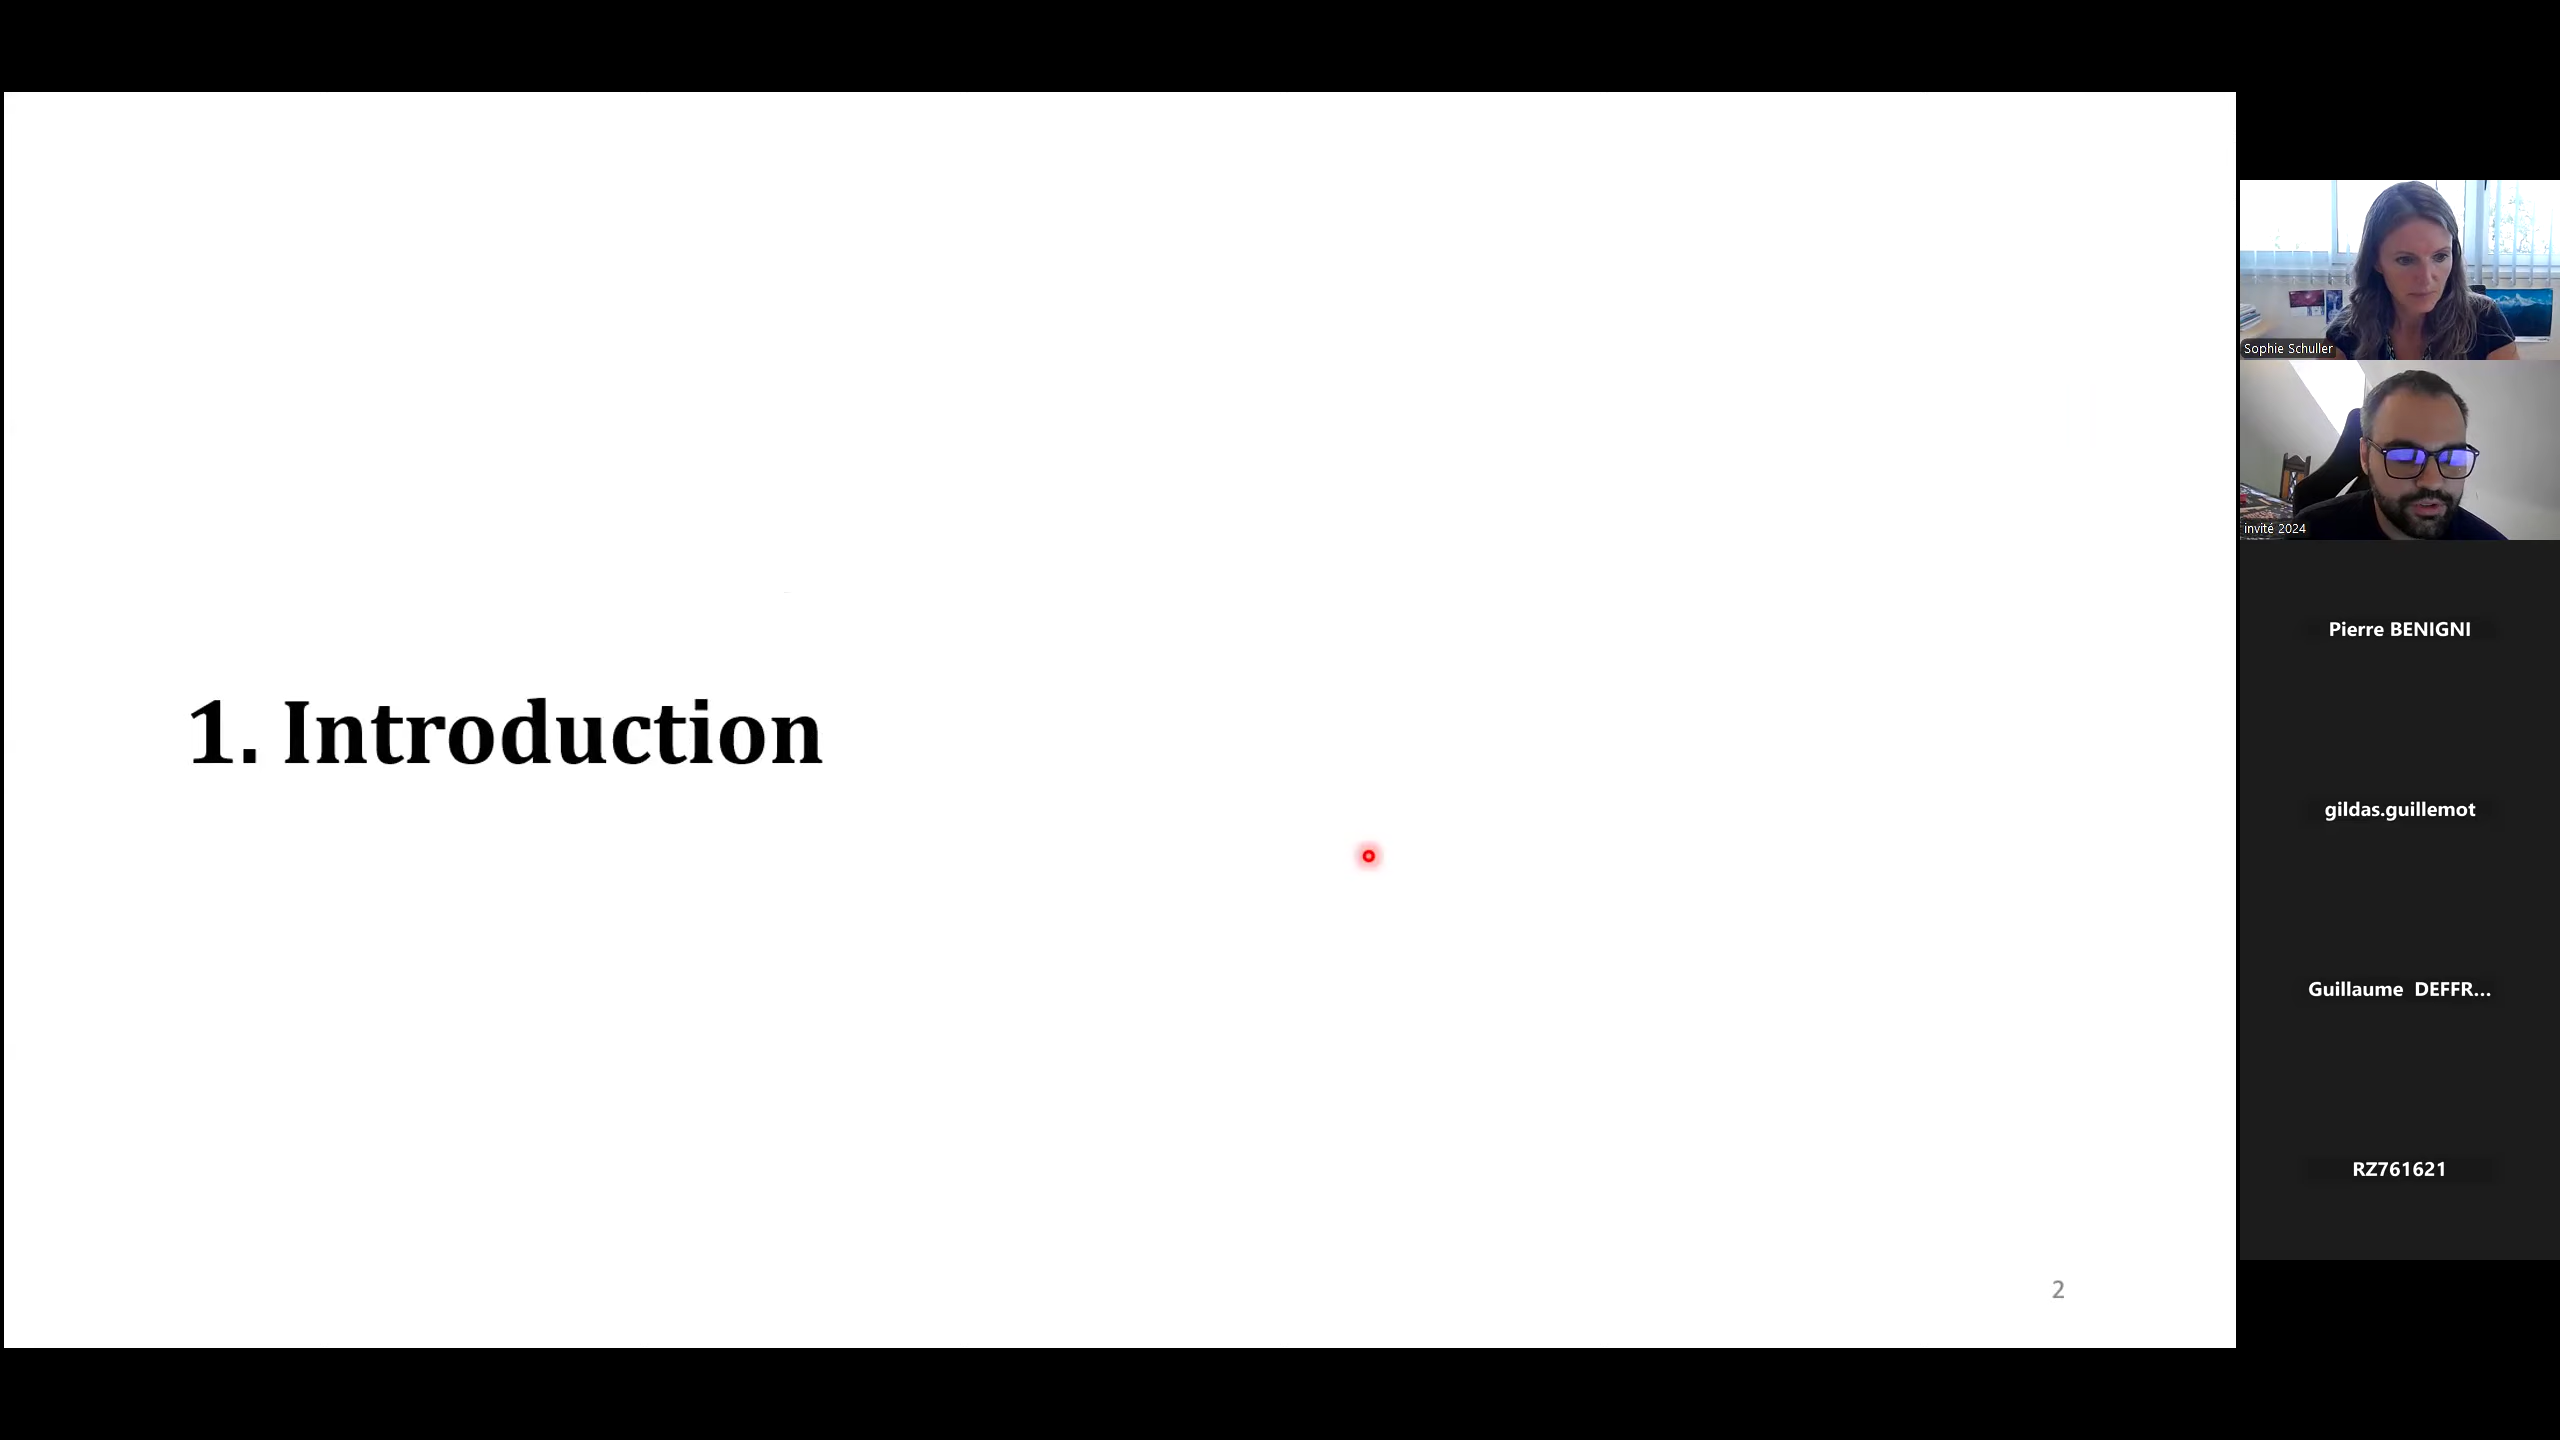 1. Introduction
2
Sophie Schuller
invité 2024
Pierre BENIGNI
gildas.guillemot
Guillaume DEFFR...
RZ761621